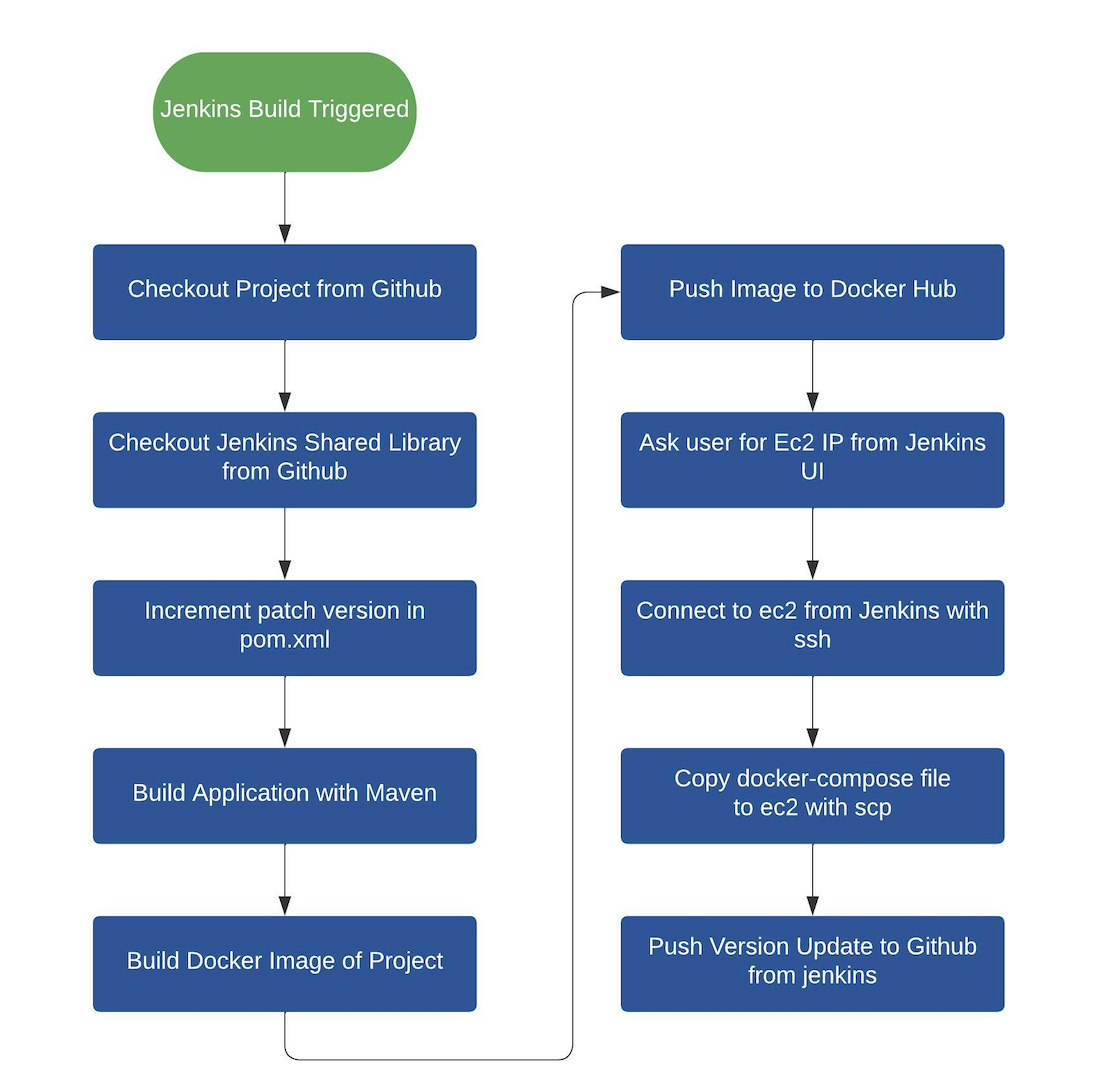 Jenkins Build Triggered
Checkout Project from Github
Checkout Jenkins Shared Library
from Github
Increment patch version in
pom.xml
Build Application with Maven
Build Docker Image of Project
Push Image to Docker Hub
Ask user for Ec2 IP from Jenkins
UI
Connect to ec2 from Jenkins with
ssh
Copy docker-compose file
to ec2 with scp
Push Version Update to Github
from jenkins